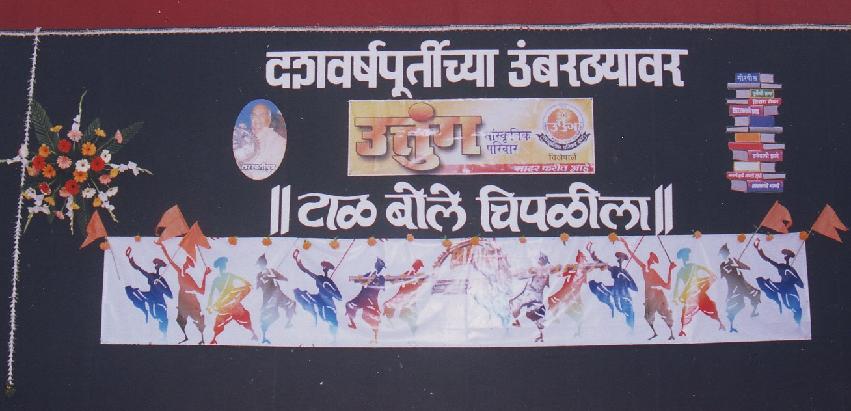 दशवर्षपूर्तीच्या उंबरठ्यावर
उत्तुंग
सांस्कृतिक
परिवार
विलेपार्ले
सादर करीत आहे
॥ टाळ बोले चिपळीला ॥